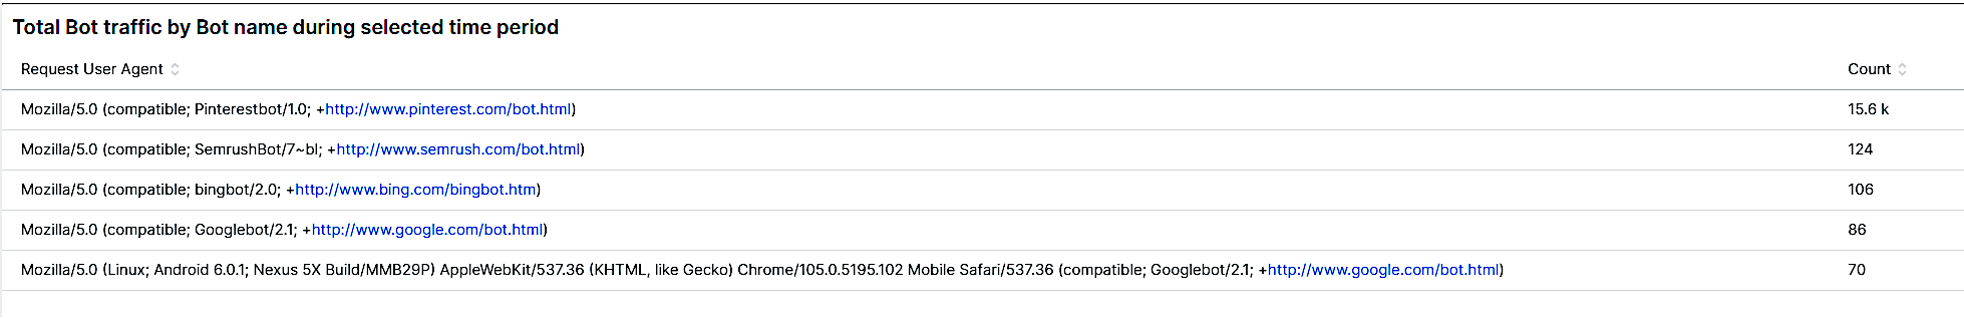 Total Bot traffic by Bot name during selected time period
Request User Agent Count
Mozilla/5.0 (compatible; Pinterestbot/1.0; +http://www.pinterest.com/bot.html) 15.6 k
Mozilla/5.0 (compatible; SemrushBot/7~bl; +http://www.semrush.com/bot.html) 124
Mozilla/5.0 (compatible; bingbot/2.0; +http://www.bing.com/bingbot.htm) 106
Mozilla/5.0 (compatible; Googlebot/2.1; +http://www.google.com/bot.html) 86
Mozilla/5.0 (Linux; Android 6.0.1; Nexus 5X Build/MMB29P) AppleWebKit/537.36 (KHTML, like Gecko) Chrome/105.0.5195.102 Mobile Safari/537.36 (compatible; Googlebot/2.1; +http://www.google.com/bot.html) 70